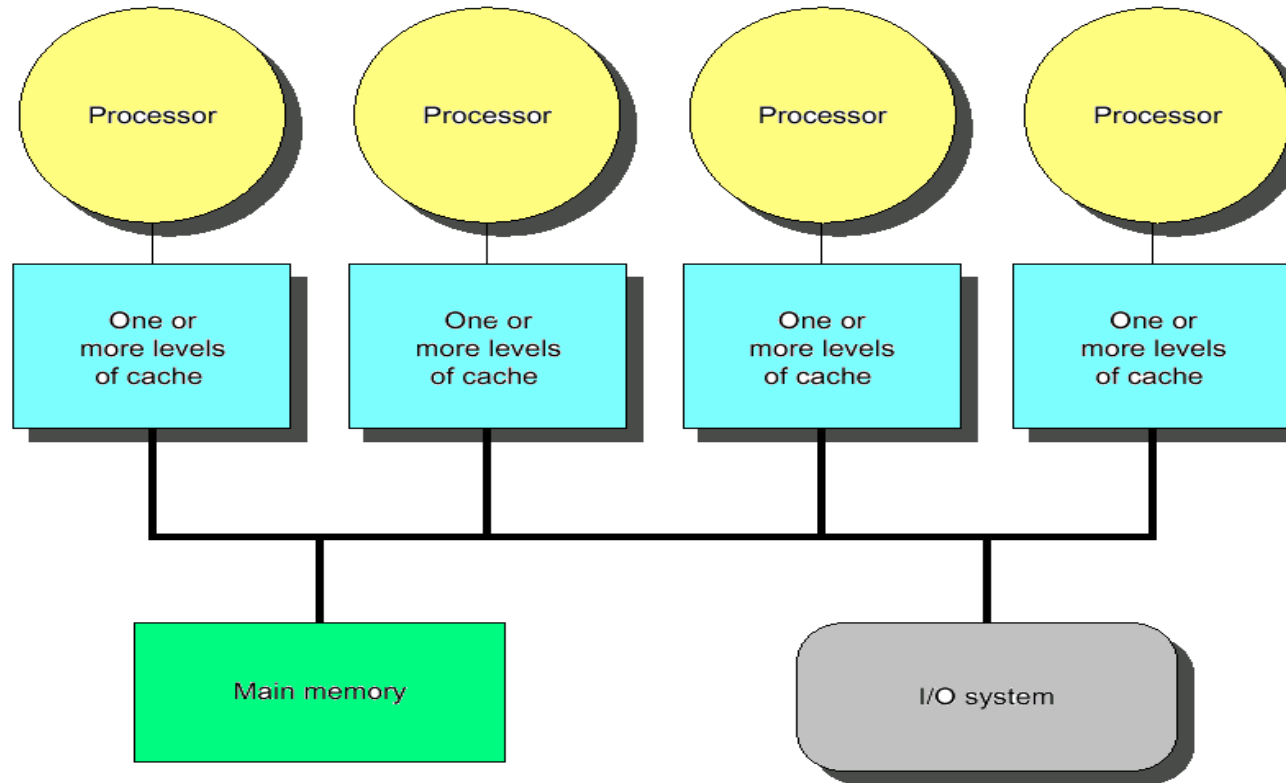 Processor
Processor
Processor
Processor
One or
more levels
of cache
One or
more levels
of cache
One or
more levels
of cache
One or
more levels
of cache
Main memory
I/O system